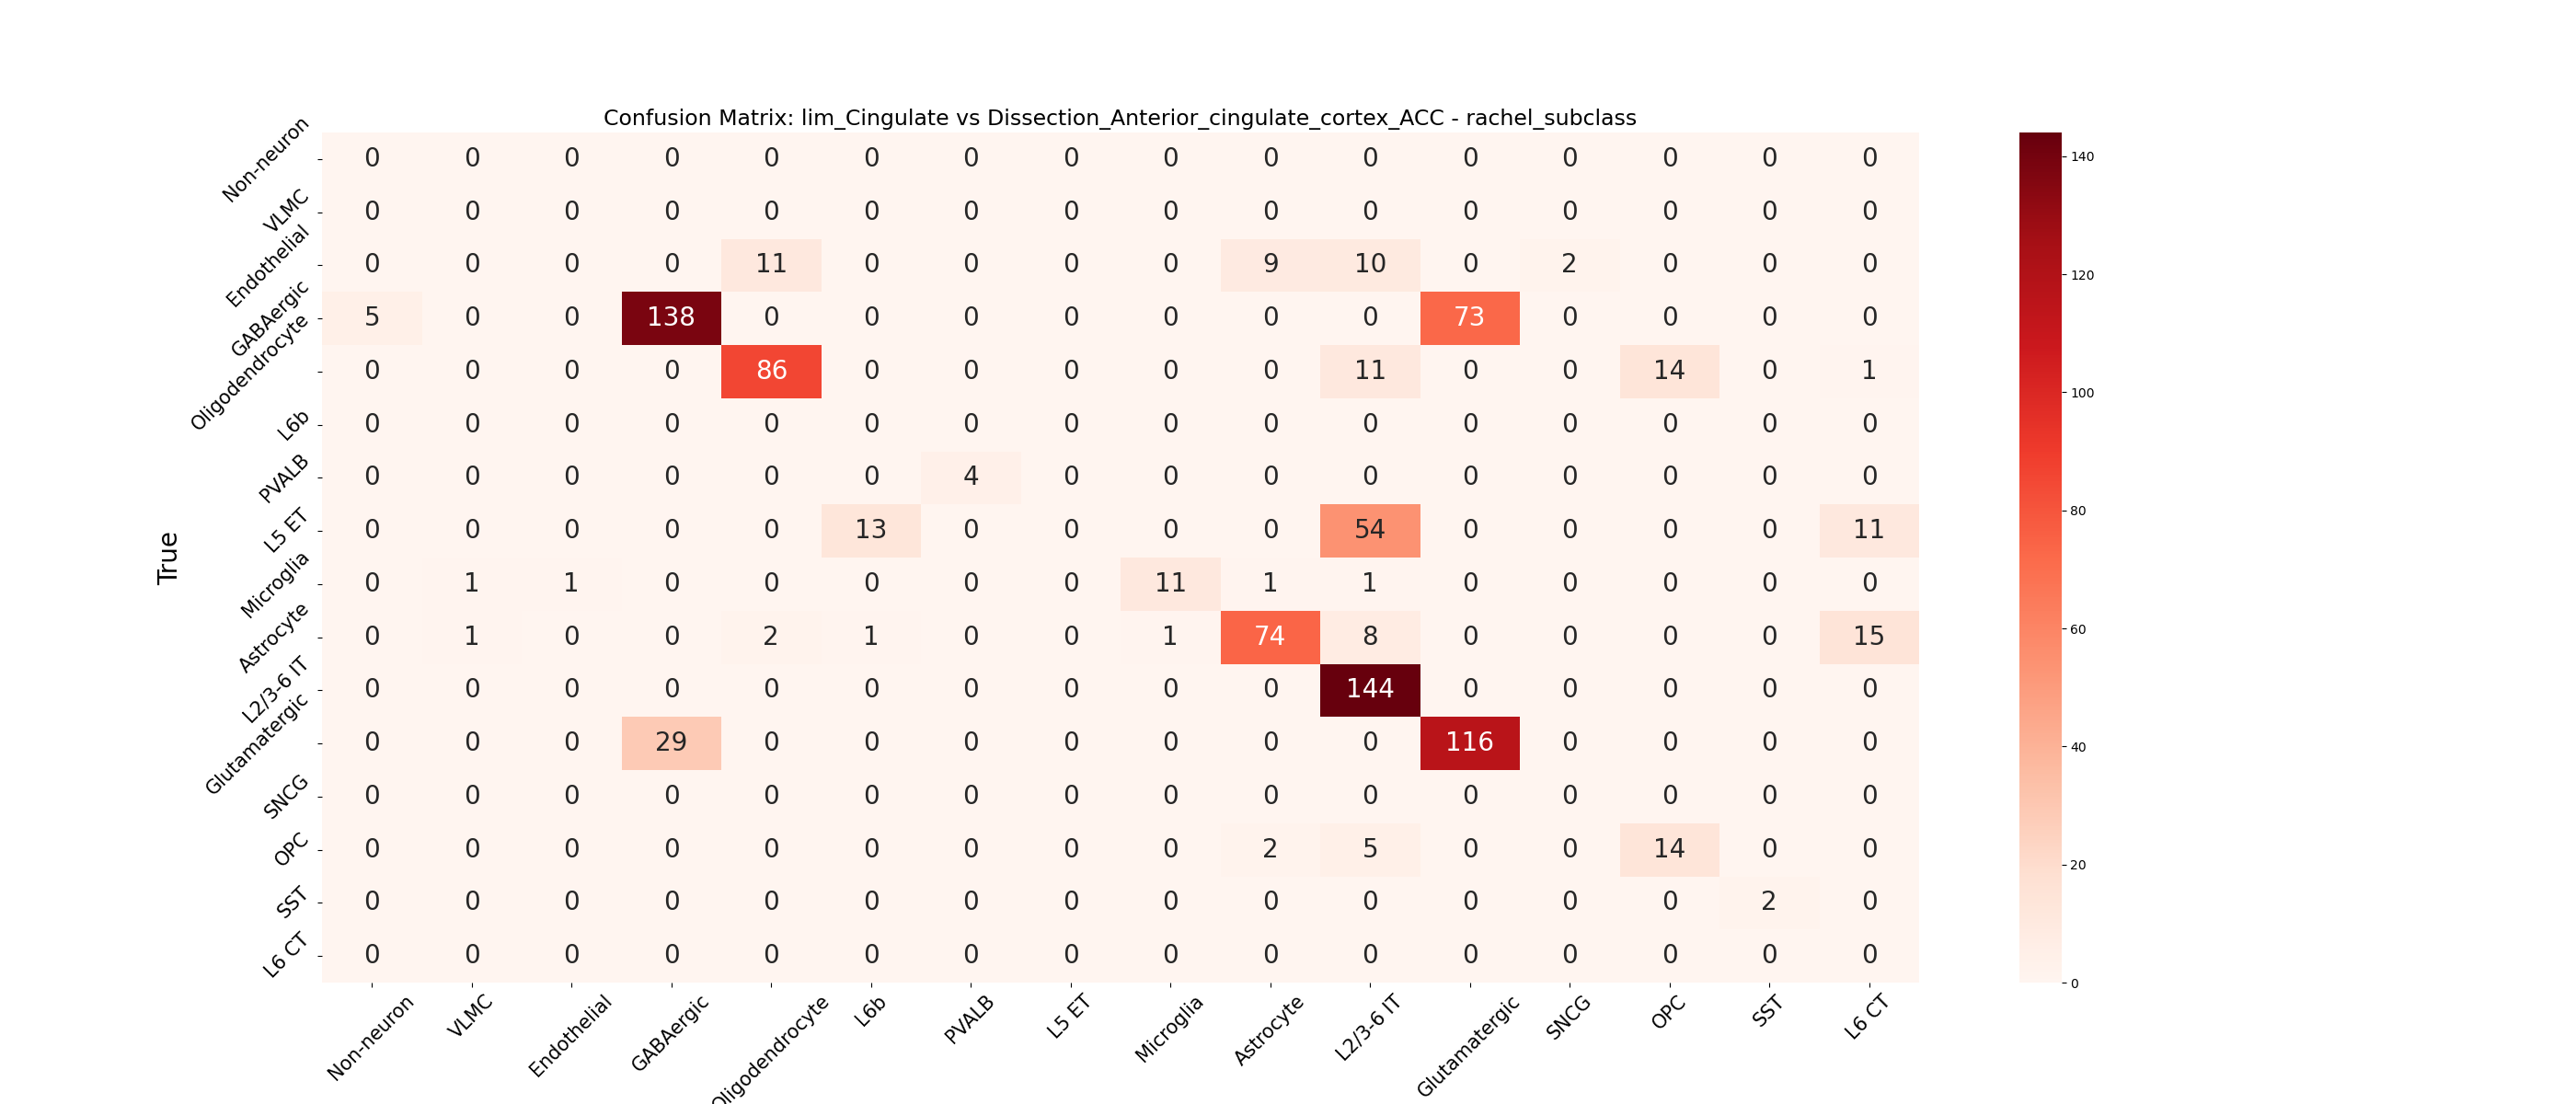 Confusion Matrix: lim_Cingulate vs Dissection_Anterior_cingulate_cortex_ACC - rachel_subclass
True
Non-neuron 0 0 0 0 0 0 0 0 0 0 0 0 0 0 0 0
VLMC 0 0 0 0 0 0 0 0 0 0 0 0 0 0 0 0
Endothelial 0 0 0 0 11 0 0 0 0 9 10 0 2 0 0 0
GABAergic 5 0 0 138 0 0 0 0 0 0 0 73 0 0 0 0
Oligodendrocyte 0 0 0 0 86 0 0 0 0 0 11 0 0 14 0 1
L6b 0 0 0 0 0 0 0 0 0 0 0 0 0 0 0 0
PVALB 0 0 0 0 0 0 4 0 0 0 0 0 0 0 0 0
L5 ET 0 0 0 0 0 13 0 0 0 0 54 0 0 0 0 11
Microglia 0 1 1 0 0 0 0 0 11 1 1 0 0 0 0 0
Astrocyte 0 1 0 0 2 1 0 0 1 74 8 0 0 0 0 15
L2/3-6 IT 0 0 0 0 0 0 0 0 0 0 144 0 0 0 0 0
Glutamatergic 0 0 0 29 0 0 0 0 0 0 0 116 0 0 0 0
SNCG 0 0 0 0 0 0 0 0 0 0 0 0 0 0 0 0
OPC 0 0 0 0 0 0 0 0 0 2 5 0 0 14 0 0
SST 0 0 0 0 0 0 0 0 0 0 0 0 0 0 2 0
L6 CT 0 0 0 0 0 0 0 0 0 0 0 0 0 0 0 0
Non-neuron VLMC Endothelial GABAergic Oligodendrocyte L6b PVALB L5 ET Microglia Astrocyte L2/3-6 IT Glutamatergic SNCG OPC SST L6 CT
140
120
100
80
60
40
20
0